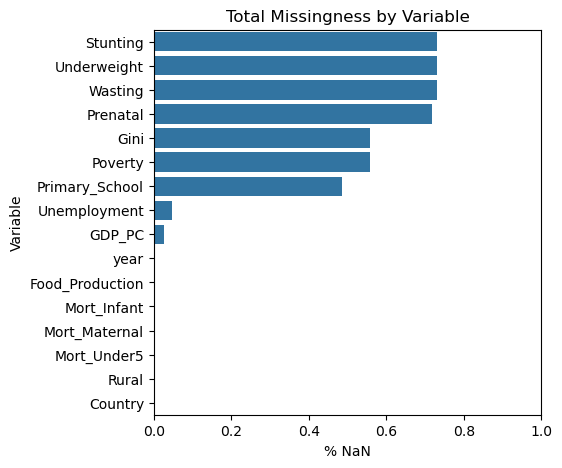 Total Missingness by Variable
Stunting
Underweight
Wasting
Prenatal
Gini
Poverty
Primary_School
Unemployment
GDP_PC
year
Food_Production
Mort_Infant
Mort_Maternal
Mort_Under5
Rural
Country
Variable
0.0 0.2 0.4 0.6 0.8 1.0
% NaN